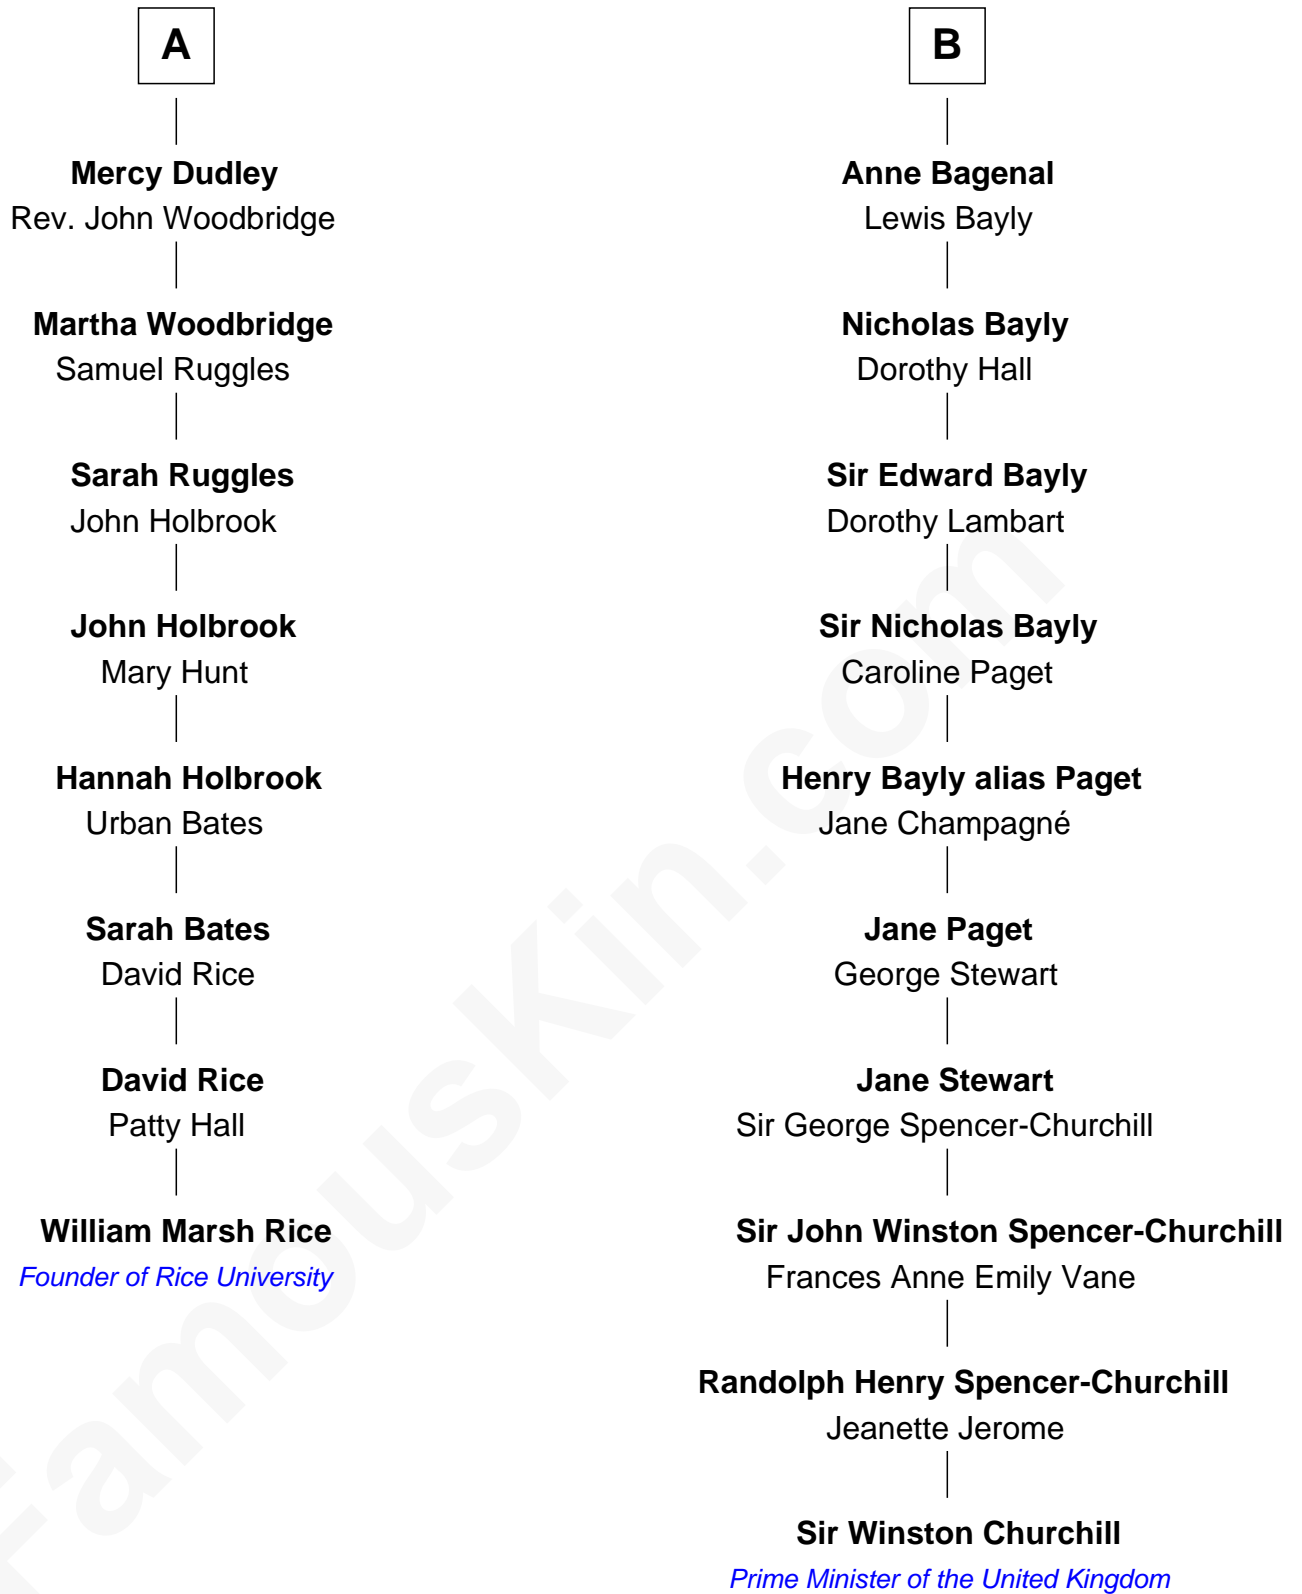 A
Mercy Dudley
Rev. John Woodbridge
Martha Woodbridge
Samuel Ruggles
Sarah Ruggles
John Holbrook
John Holbrook
Mary Hunt
Hannah Holbrook
Urban Bates
Sarah Bates
David Rice
David Rice
Patty Hall
William Marsh Rice
Founder of Rice University
B
Anne Bagenal
Lewis Bayly
Nicholas Bayly
Dorothy Hall
Sir Edward Bayly
Dorothy Lambart
Sir Nicholas Bayly
Caroline Paget
Henry Bayly alias Paget
Jane Champagné
Jane Paget
George Stewart
Jane Stewart
Sir George Spencer-Churchill
Sir John Winston Spencer-Churchill
Frances Anne Emily Vane
Randolph Henry Spencer-Churchill
Jeanette Jerome
Sir Winston Churchill
Prime Minister of the United Kingdom
FamousKin.com